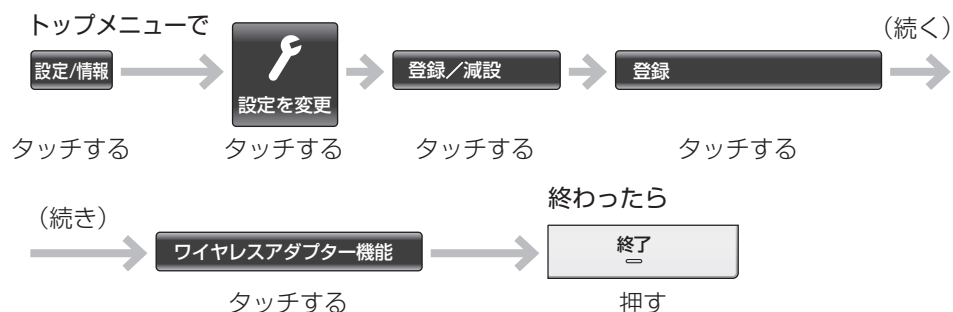 トップメニューで
(続く)
設定/情報
設定を変更
登録／減設
登録
タッチする
タッチする
タッチする
タッチする
(続き)
終わったら
ワイヤレスアダプター機能
終了
タッチする
押す